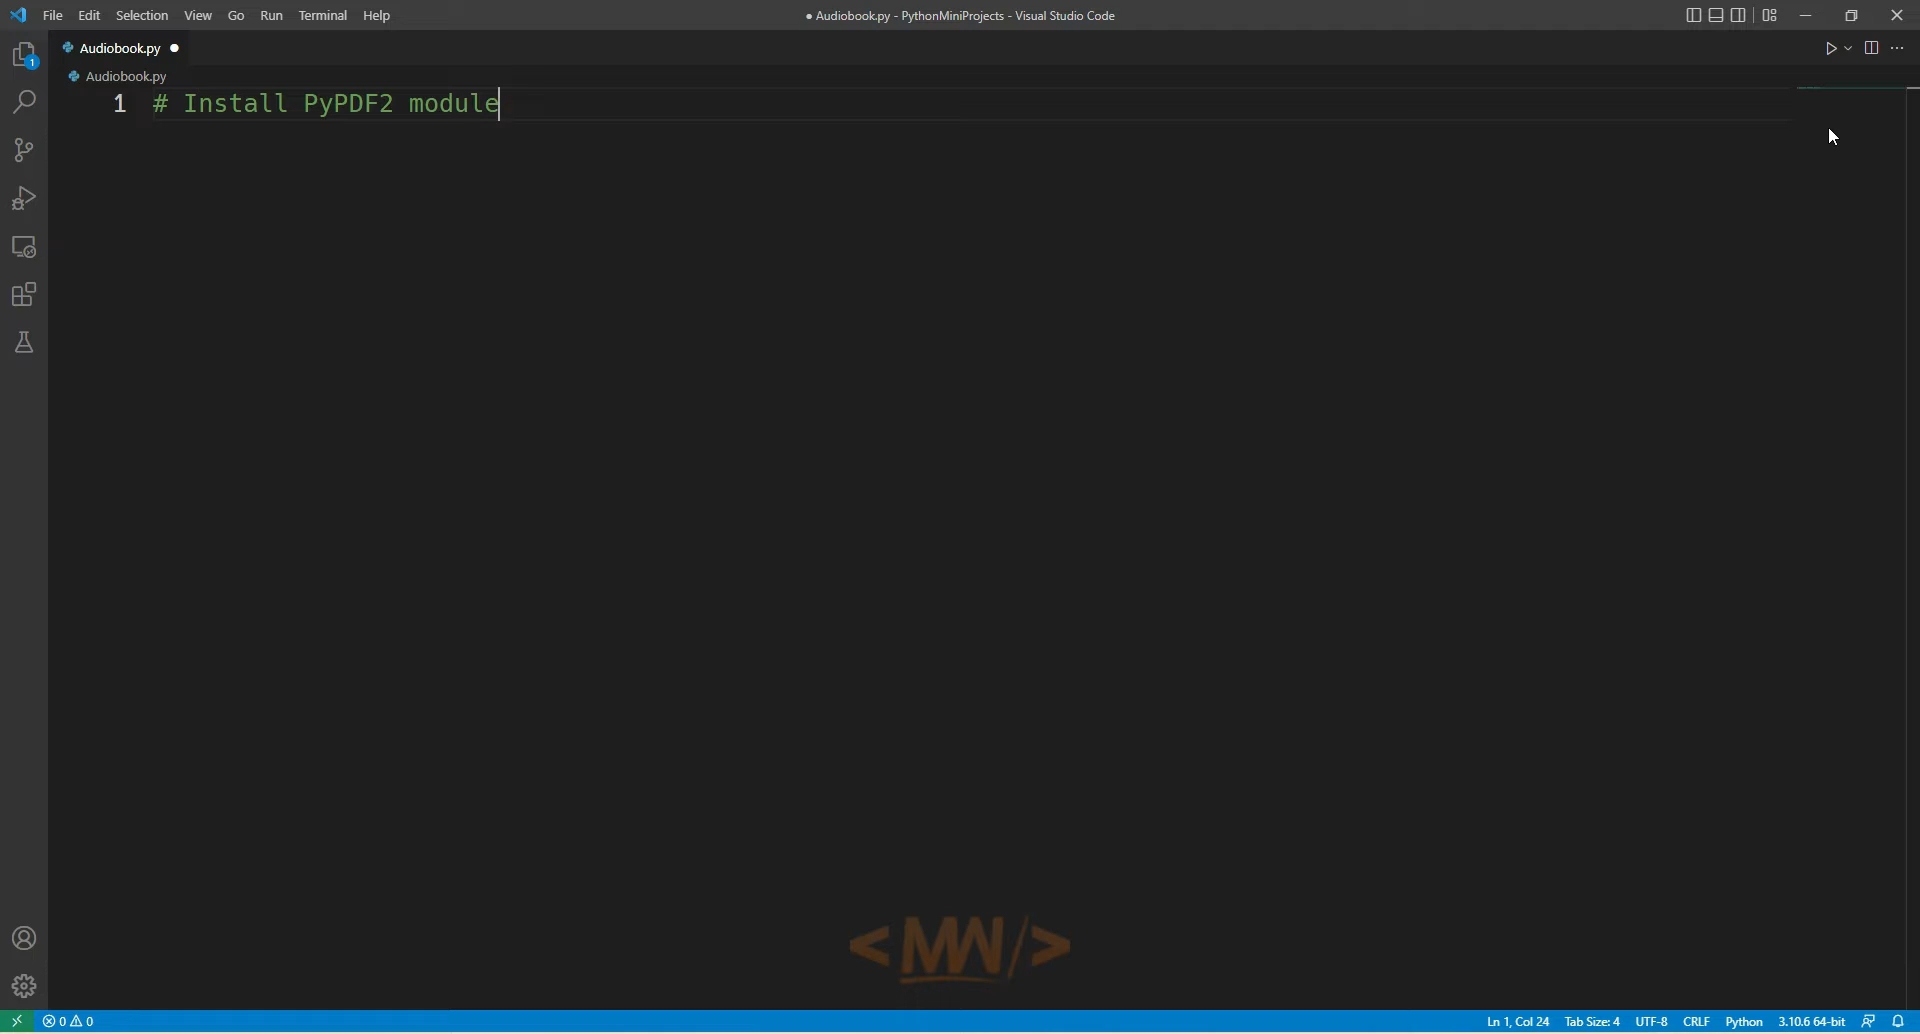 File Edit Selection View Go Run Terminal Help
● Audiobook.py - PythonMiniProjects - Visual Studio Code
Audiobook.py
1
Audiobook.py
1 # Install PyPDF2 module
<MW/>
0 0
Ln 1, Col 24 Tab Size: 4 UTF-8 CRLF Python 3.10.6 64-bit